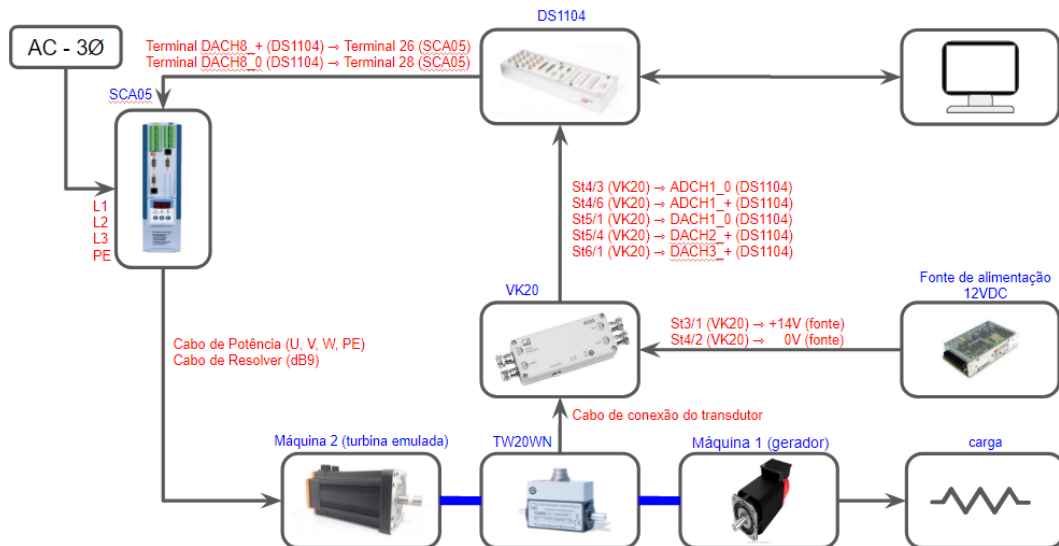 DS1104
AC - 3Ø
Terminal DACH8_+ (DS1104) → Terminal 26 (SCA05)
Terminal DACH8_0 (DS1104) → Terminal 28 (SCA05)
SCA05
L1
L2
L3
PE
St4/3 (VK20) → ADCH1_0 (DS1104)
St4/6 (VK20) → ADCH1_+ (DS1104)
St5/1 (VK20) → DACH1_0 (DS1104)
St5/4 (VK20) → DACH2_+ (DS1104)
St6/1 (VK20) → DACH3_+ (DS1104)
VK20
Fonte de alimentação
12VDC
St3/1 (VK20) → +14V (fonte)
St4/2 (VK20) → 0V (fonte)
Cabo de Potência (U, V, W, PE)
Cabo de Resolver (dB9)
Cabo de conexão do transdutor
Máquina 2 (turbina emulada)
TW20WN
Máquina 1 (gerador)
carga